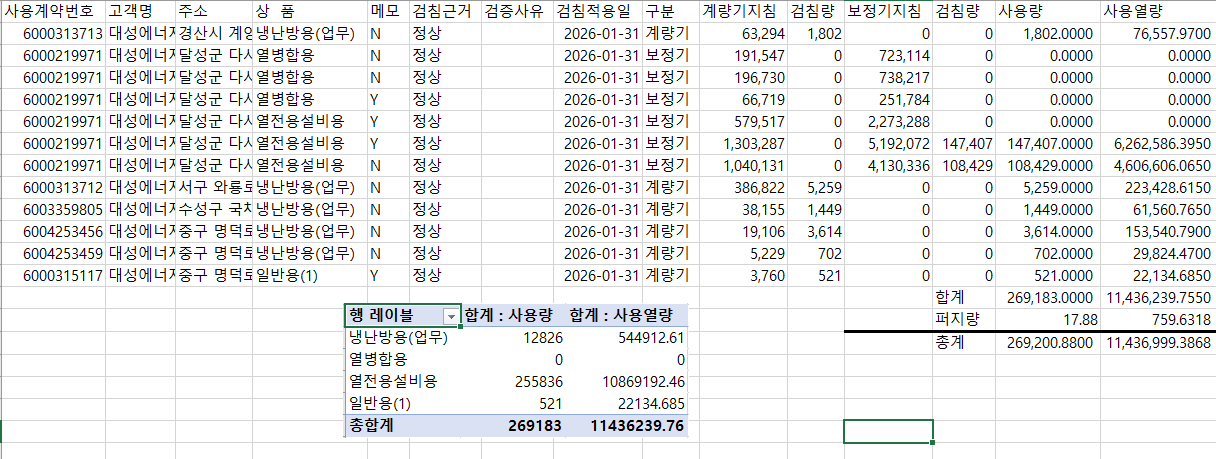 사용계약번호 고객명 주소 상 품 메모 검침근거 검증사유 검침적용일 구분 계량기지침 검침량 보정기지침 검침량 사용량 사용열량
6000313713 대성에너지 경산시 계양 냉난방용(업무) N 정상 2026-01-31 계량기 63,294 1,802 0 0 1,802.0000 76,557.9700
6000219971 대성에너지 달성군 다사 열병합용 N 정상 2026-01-31 보정기 191,547 0 723,114 0 0.0000 0.0000
6000219971 대성에너지 달성군 다사 열병합용 N 정상 2026-01-31 보정기 196,730 0 738,217 0 0.0000 0.0000
6000219971 대성에너지 달성군 다사 열병합용 Y 정상 2026-01-31 보정기 66,719 0 251,784 0 0.0000 0.0000
6000219971 대성에너지 달성군 다사 열전용설비용 Y 정상 2026-01-31 보정기 579,517 0 2,273,288 0 0.0000 0.0000
6000219971 대성에너지 달성군 다사 열전용설비용 Y 정상 2026-01-31 보정기 1,303,287 0 5,192,072 147,407 147,407.0000 6,262,586.3950
6000219971 대성에너지 달성군 다사 열전용설비용 N 정상 2026-01-31 보정기 1,040,131 0 4,130,336 108,429 108,429.0000 4,606,606.0650
6000313712 대성에너지 서구 와룡로 냉난방용(업무) N 정상 2026-01-31 계량기 386,822 5,259 0 0 5,259.0000 223,428.6150
6003359805 대성에너지 수성구 국채 냉난방용(업무) N 정상 2026-01-31 계량기 38,155 1,449 0 0 1,449.0000 61,560.7650
6004253456 대성에너지 중구 명덕로 냉난방용(업무) N 정상 2026-01-31 계량기 19,106 3,614 0 0 3,614.0000 153,540.7900
6004253459 대성에너지 중구 명덕로 냉난방용(업무) N 정상 2026-01-31 계량기 5,229 702 0 0 702.0000 29,824.4700
6000315117 대성에너지 중구 명덕로 일반용(1) Y 정상 2026-01-31 계량기 3,760 521 0 0 521.0000 22,134.6850
합계 269,183.0000 11,436,239.7550
퍼지량 17.88 759.6318
총계 269,200.8800 11,436,999.3868
행 레이블 합계 : 사용량 합계 : 사용열량
냉난방용(업무) 12826 544912.61
열병합용 0 0
열전용설비용 255836 10869192.46
일반용(1) 521 22134.685
총합계 269183 11436239.76